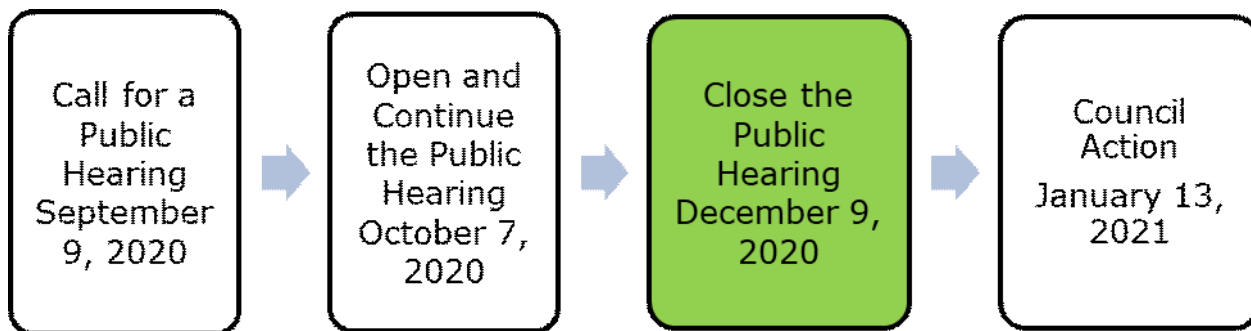 Call for a
Public
Hearing
September
9, 2020
Open and
Continue
the Public
Hearing
October 7,
2020
Close the
Public
Hearing
December 9,
2020
Council
Action
January 13,
2021